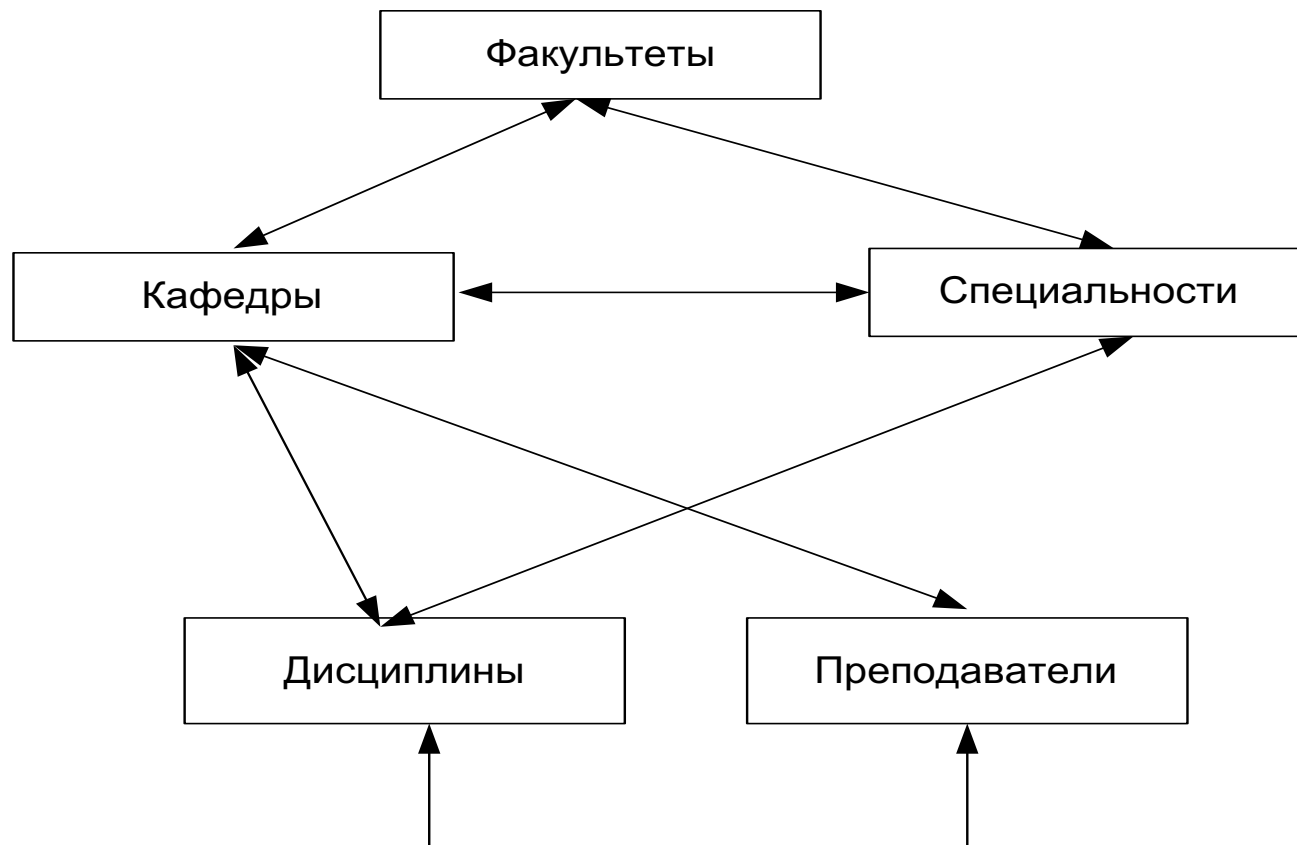 Факультеты
Кафедры
Специальности
Дисциплины
Преподаватели